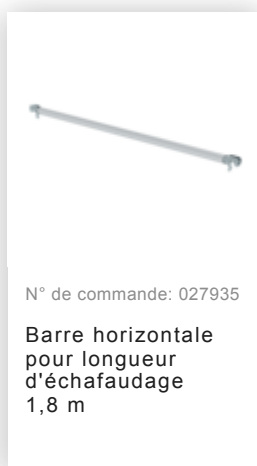 N° de commande: 027935
Barre horizontale
pour longueur
d'échafaudage
1,8 m